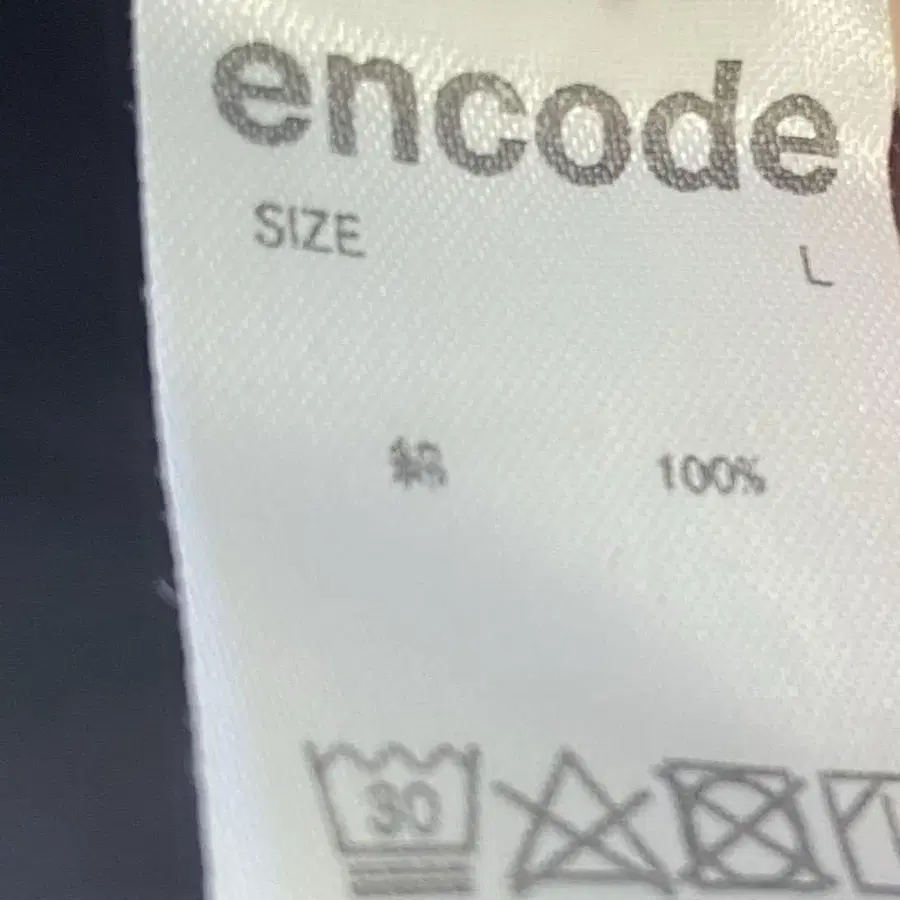 encode
SIZE L
綿 100%
30